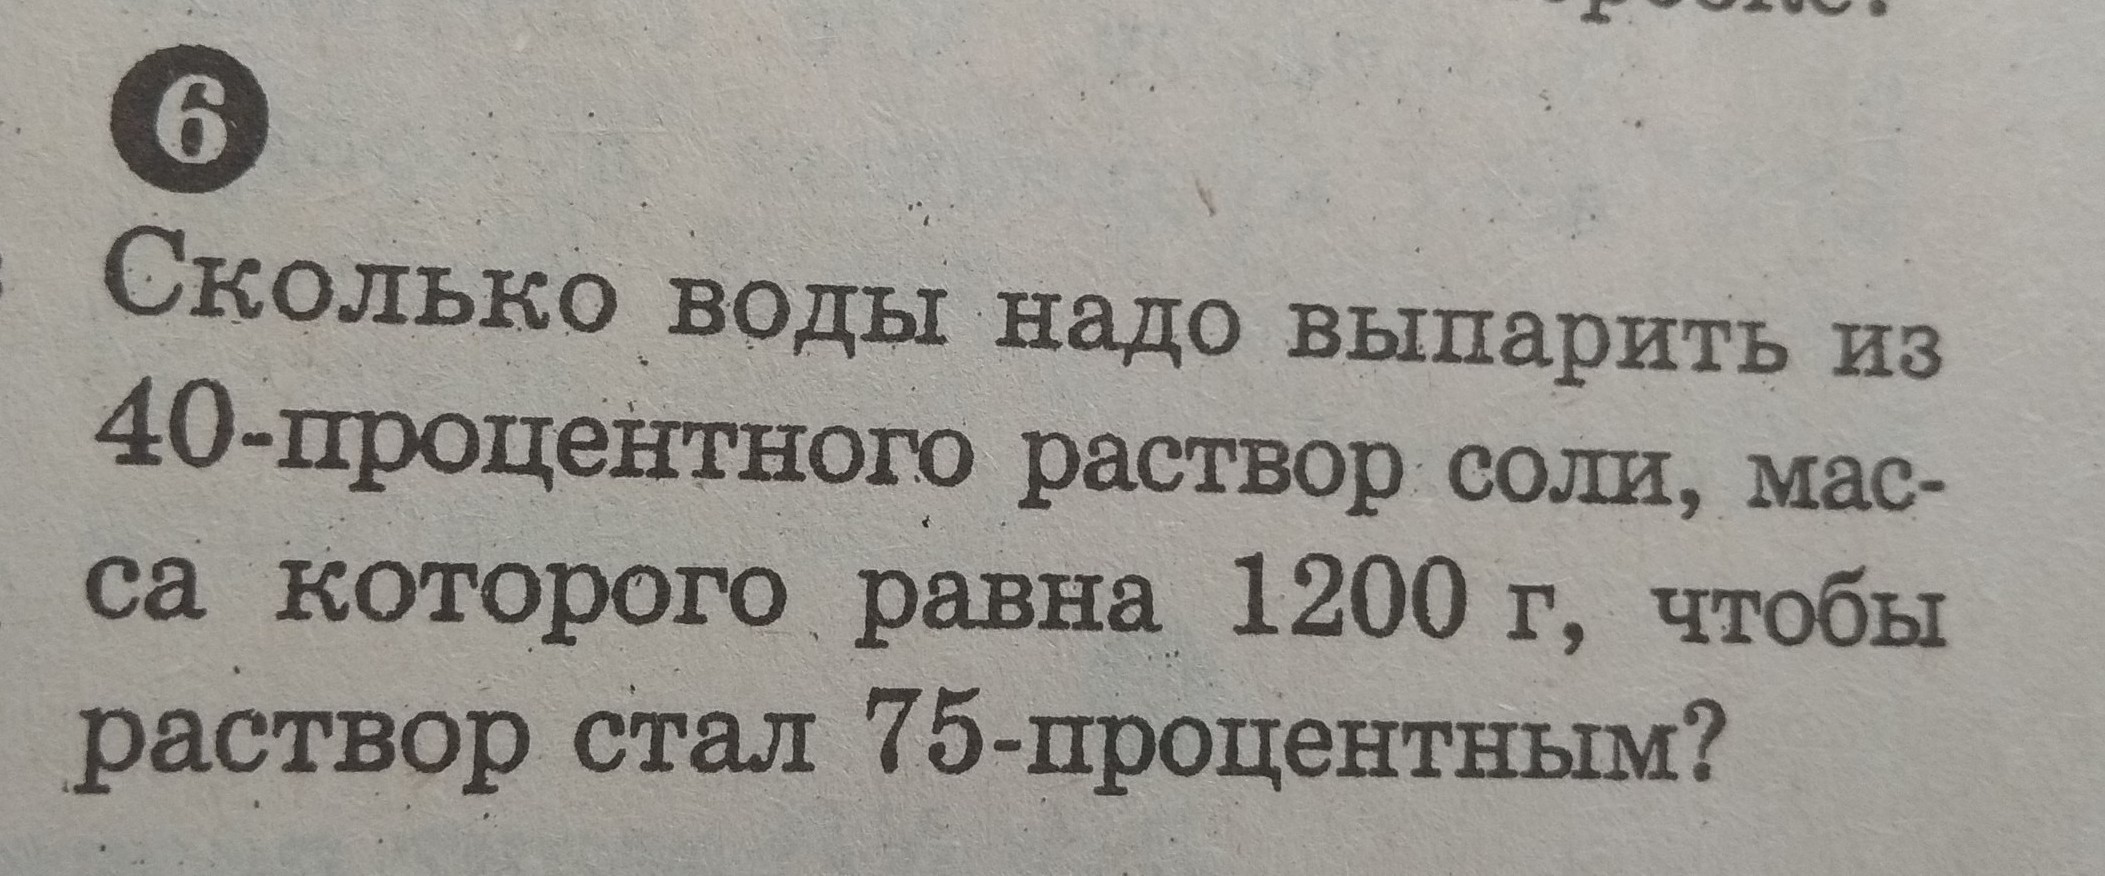 6
Сколько воды надо выпарить из
40-процентного раствор соли, мас-
са которого равна 1200 г, чтобы
раствор стал 75-процентным?